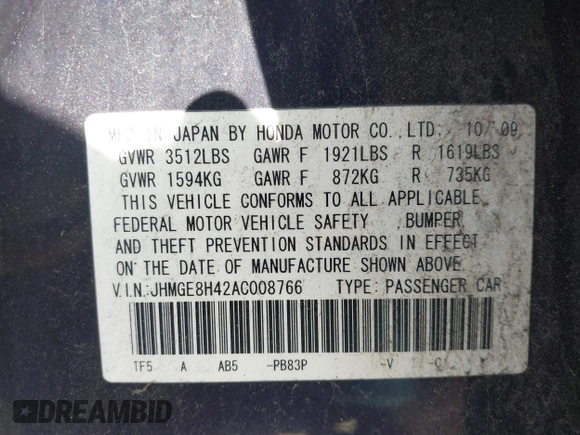 MFD IN JAPAN BY HONDA MOTOR CO.,LTD. 10/09
GVWR 3512LBS GAWR F 1921LBS R 1619LBS
GVWR 1594KG GAWR F 872KG R 735KG
THIS VEHICLE CONFORMS TO ALL APPLICABLE
FEDERAL MOTOR VEHICLE SAFETY ,BUMPER,
AND THEFT PREVENTION STANDARDS IN EFFECT
ON THE DATE OF MANUFACTURE SHOWN ABOVE
V.I.N:JHMGE8H42AC008766 TYPE: PASSENGER CAR
TF5 A AB5 -PB83P -V -C
DREAMBID